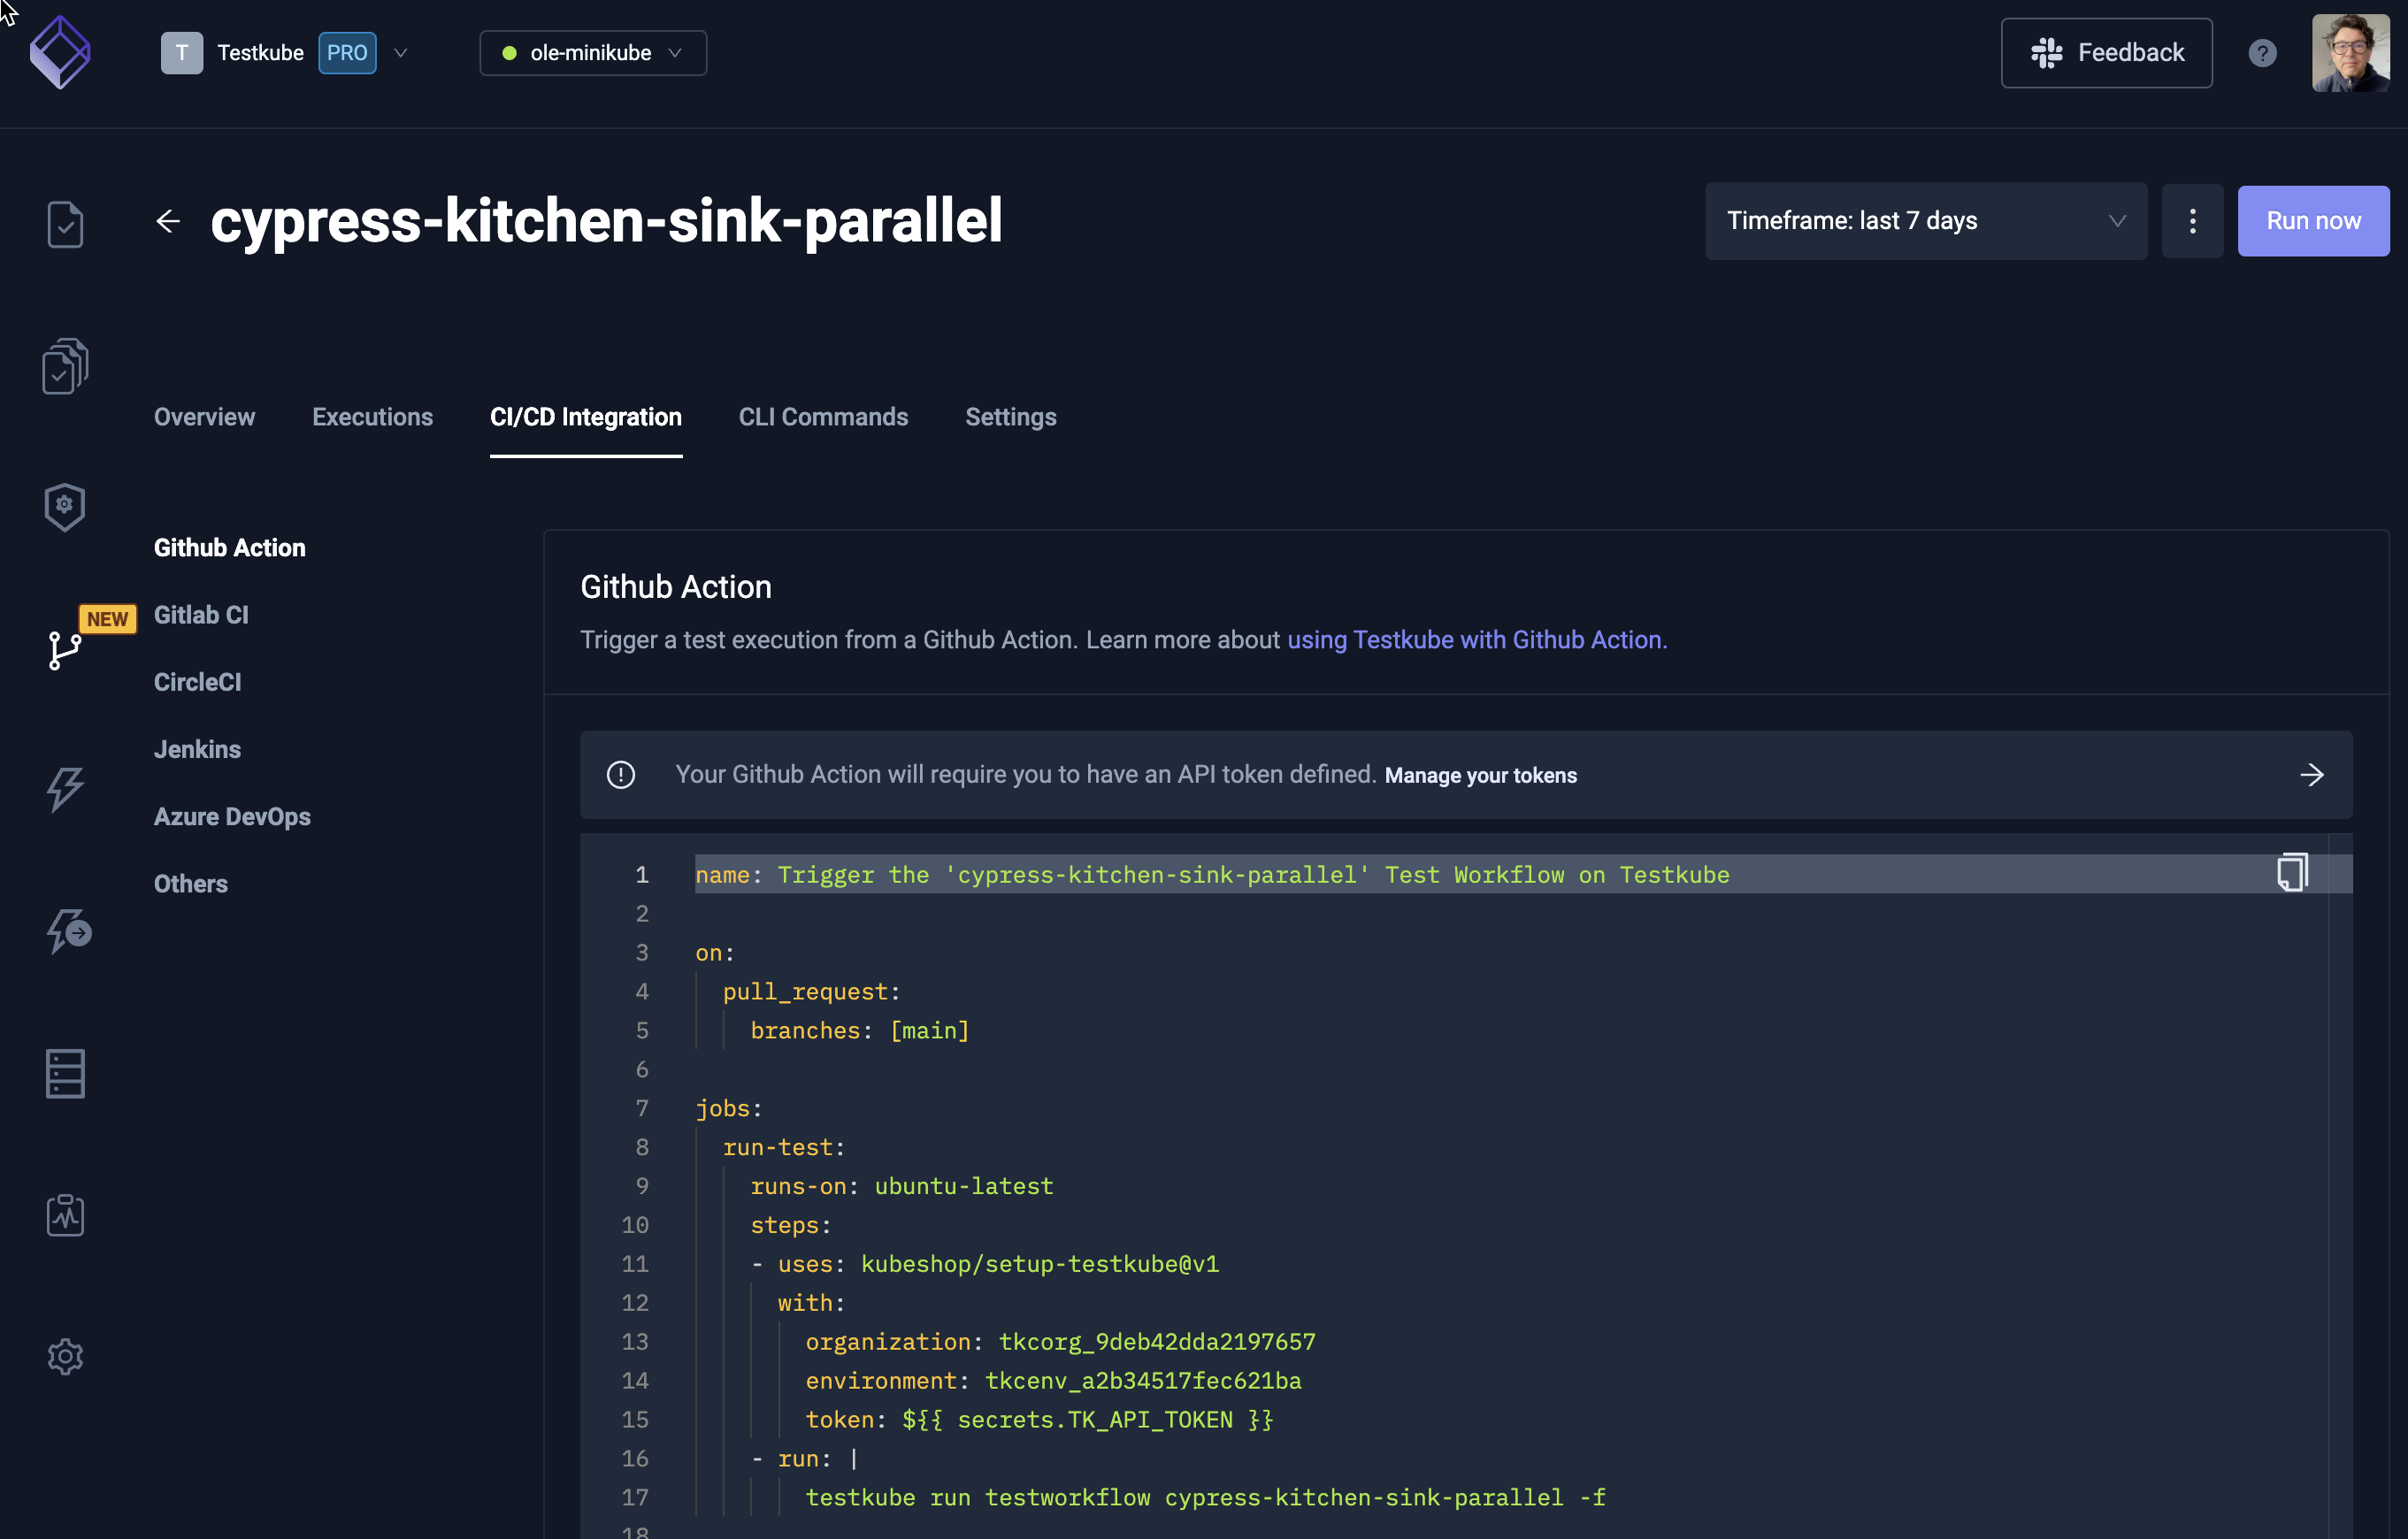 T Testkube PRO ole-minikube Feedback ?
cypress-kitchen-sink-parallel Timeframe: last 7 days Run now
Overview Executions CI/CD Integration CLI Commands Settings
Github Action
NEW
Gitlab CI
CircleCI
Jenkins
Azure DevOps
Others
Github Action
Trigger a test execution from a Github Action. Learn more about using Testkube with Github Action.
Your Github Action will require you to have an API token defined. Manage your tokens
1 name: Trigger the 'cypress-kitchen-sink-parallel' Test Workflow on Testkube
2
3 on:
4   pull_request:
5     branches: [main]
6
7 jobs:
8   run-test:
9     runs-on: ubuntu-latest
10     steps:
11     - uses: kubeshop/setup-testkube@v1
12       with:
13         organization: tkcorg_9deb42dda2197657
14         environment: tkcenv_a2b34517fec621ba
15         token: ${{ secrets.TK_API_TOKEN }}
16     - run: |
17         testkube run testworkflow cypress-kitchen-sink-parallel -f
18